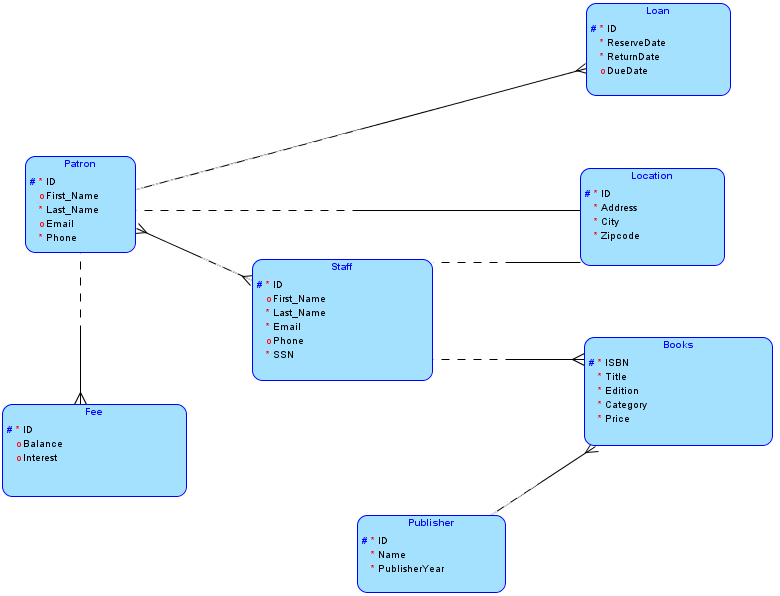 Loan
# * ID
* ReserveDate
* ReturnDate
o DueDate
Patron
# * ID
o First_Name
* Last_Name
o Email
* Phone
Location
# * ID
* Address
* City
* Zipcode
Staff
# * ID
o First_Name
* Last_Name
* Email
o Phone
* SSN
Books
# * ISBN
* Title
* Edition
* Category
* Price
Fee
# * ID
o Balance
o Interest
Publisher
# * ID
* Name
* PublisherYear